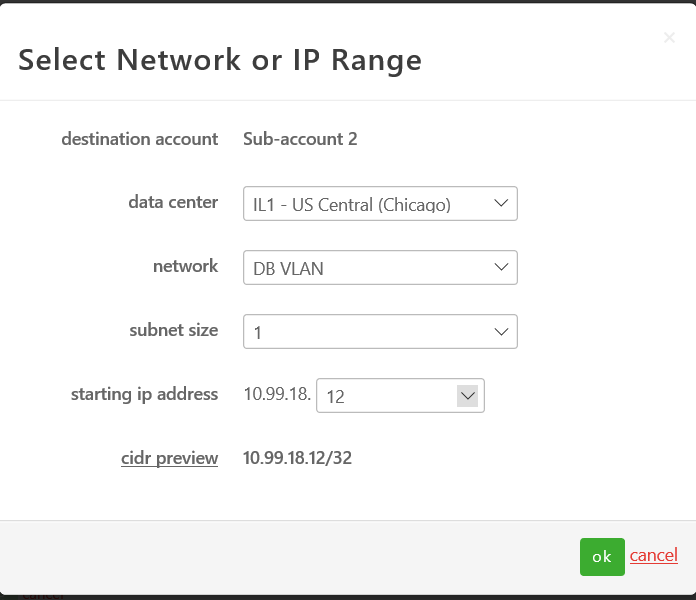 ×
Select Network or IP Range
destination account Sub-account 2
data center IL1 - US Central (Chicago)
network DB VLAN
subnet size 1
starting ip address 10.99.18. 12
cidr preview 10.99.18.12/32
ok cancel
cancel